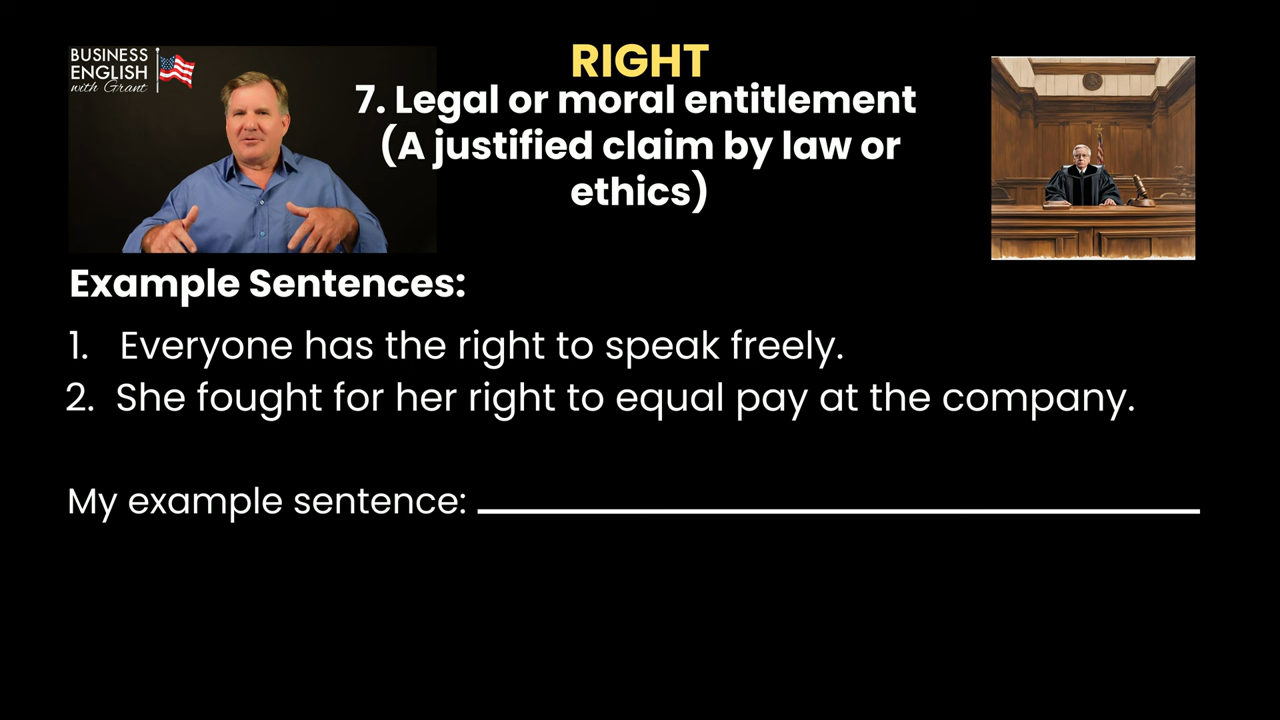 BUSINESS
ENGLISH
with Grant
RIGHT
7. Legal or moral entitlement
(A justified claim by law or
ethics)
Example Sentences:
1. Everyone has the right to speak freely.
2. She fought for her right to equal pay at the company.
My example sentence: